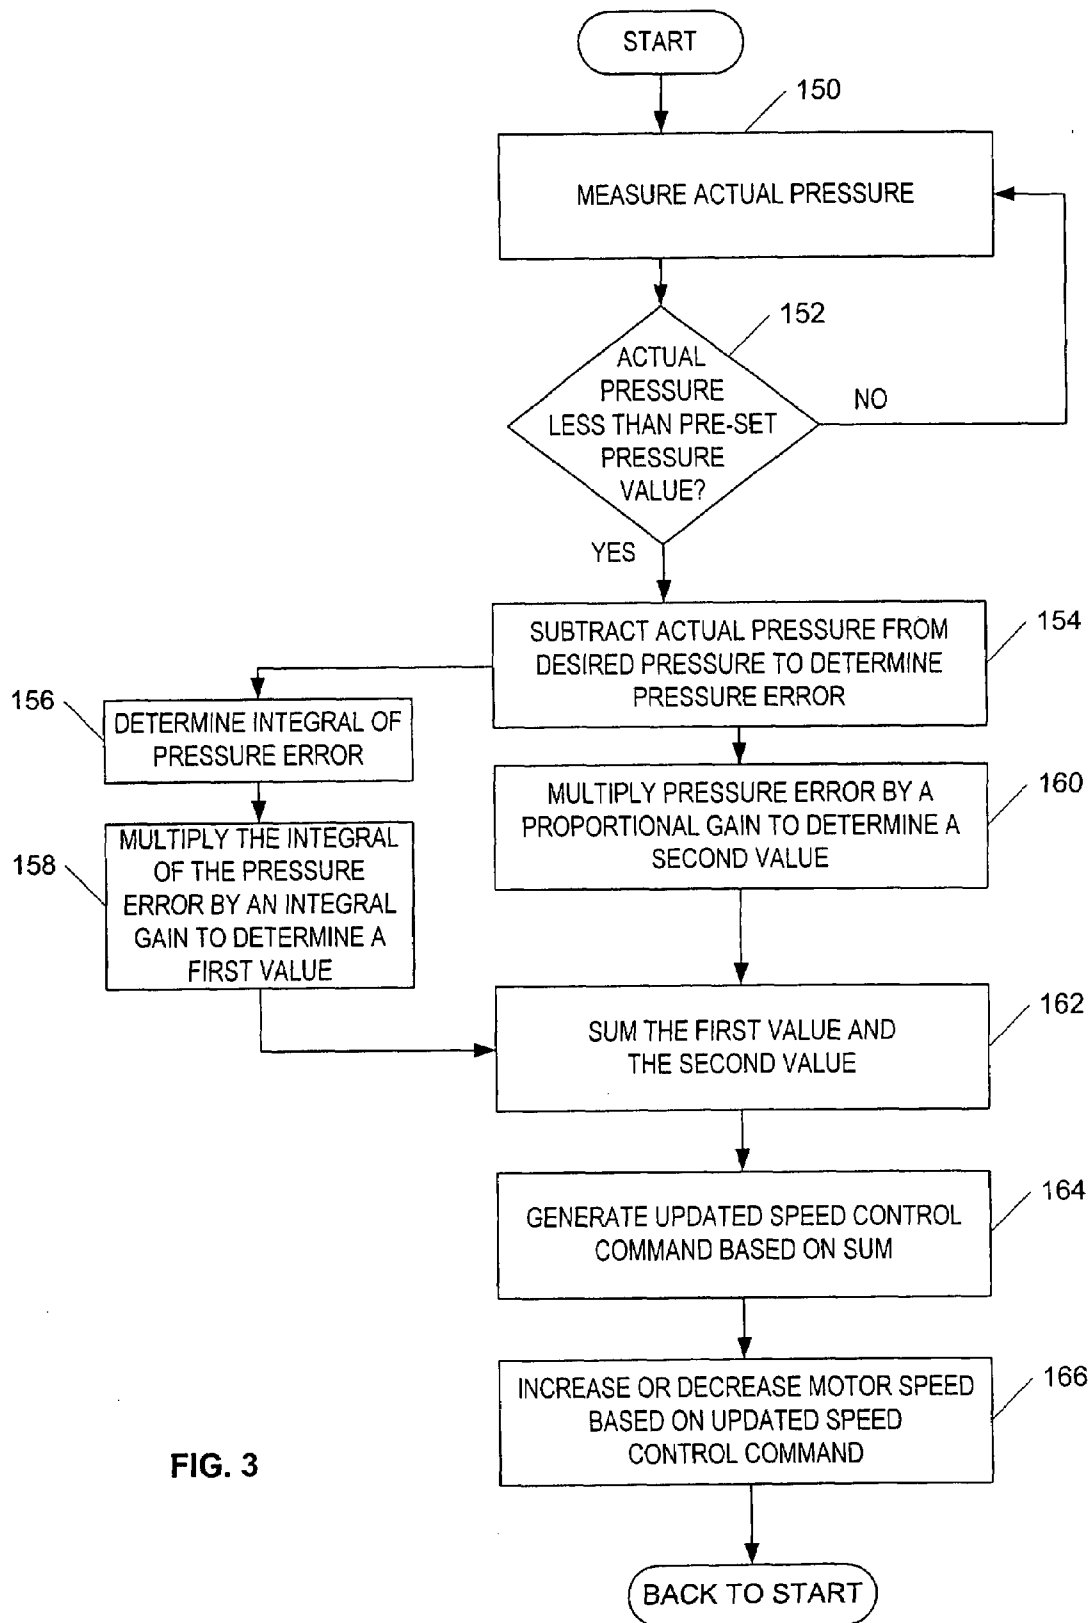 START
150
MEASURE ACTUAL PRESSURE
152
ACTUAL
PRESSURE
LESS THAN PRE-SET
PRESSURE
VALUE?
NO
YES
SUBTRACT ACTUAL PRESSURE FROM
DESIRED PRESSURE TO DETERMINE
PRESSURE ERROR
154
156
DETERMINE INTEGRAL OF
PRESSURE ERROR
MULTIPLY PRESSURE ERROR BY A
PROPORTIONAL GAIN TO DETERMINE A
SECOND VALUE
160
158
MULTIPLY THE INTEGRAL
OF THE PRESSURE
ERROR BY AN INTEGRAL
GAIN TO DETERMINE A
FIRST VALUE
SUM THE FIRST VALUE AND
THE SECOND VALUE
162
GENERATE UPDATED SPEED CONTROL
COMMAND BASED ON SUM
164
INCREASE OR DECREASE MOTOR SPEED
BASED ON UPDATED SPEED
CONTROL COMMAND
166
FIG. 3
BACK TO START